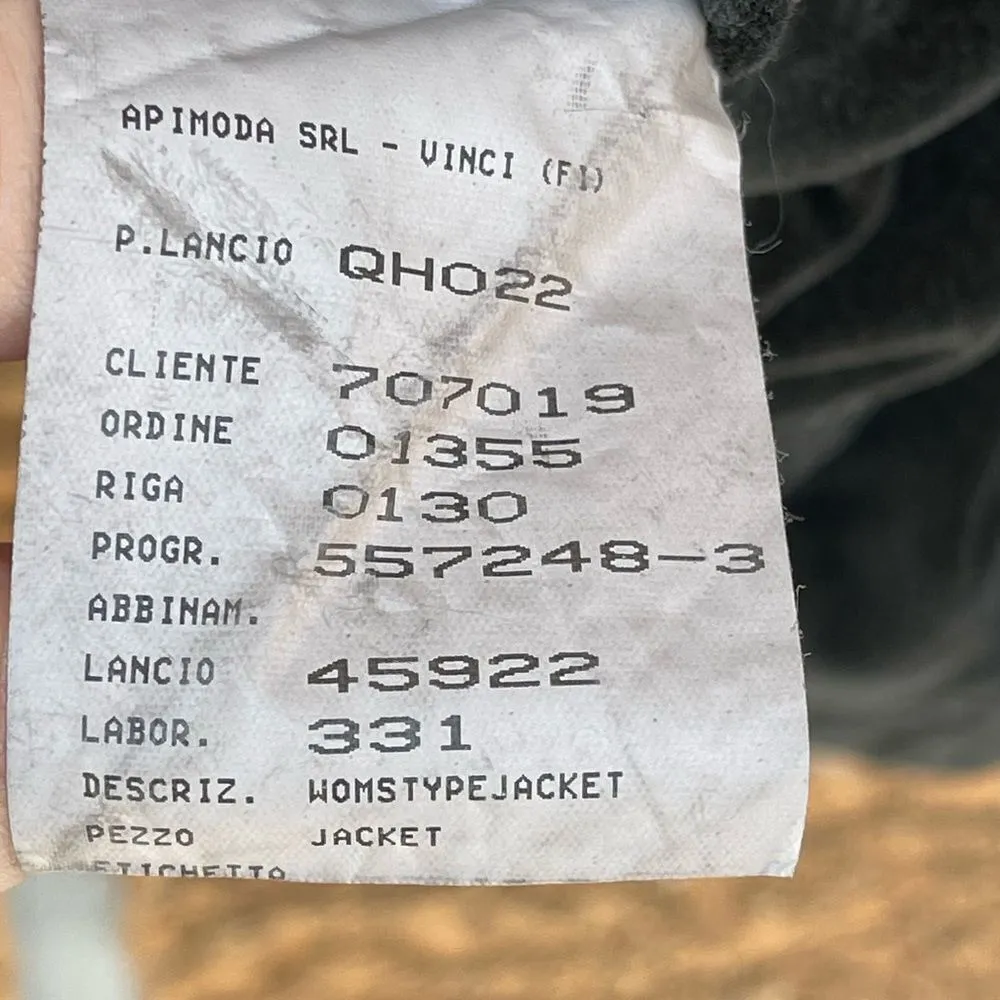 APIMODA SRL - VINCI (FI)
P.LANCIO QH022
CLIENTE 707019
ORDINE 01355
RIGA 0130
PROGR. 557248-3
ABBINAM.
LANCIO 45922
LABOR. 331
DESCRIZ. WOMSTYPEJACKET
PEZZO JACKET
ETICHETTA